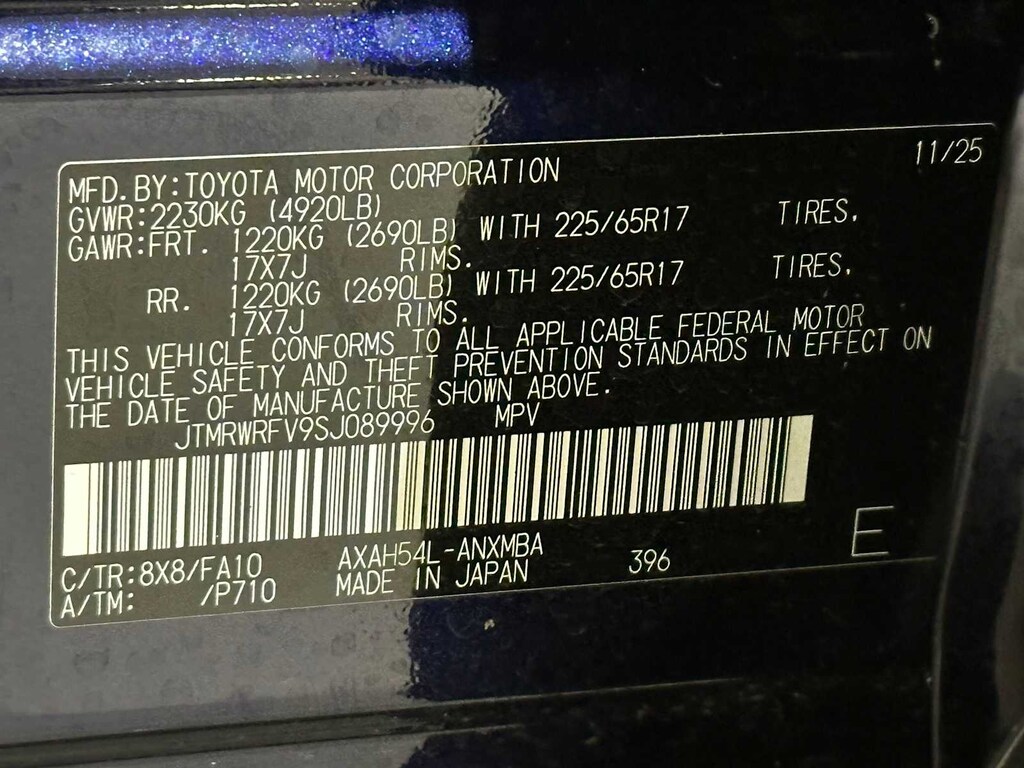 11/25
MFD.BY:TOYOTA MOTOR CORPORATION
GVWR:2230KG (4920LB)
GAWR:FRT. 1220KG (2690LB) WITH 225/65R17 TIRES,
17X7J RIMS.
RR. 1220KG (2690LB) WITH 225/65R17 TIRES,
17X7J RIMS.
THIS VEHICLE CONFORMS TO ALL APPLICABLE FEDERAL MOTOR
VEHICLE SAFETY AND THEFT PREVENTION STANDARDS IN EFFECT ON
THE DATE OF MANUFACTURE SHOWN ABOVE.
JTMRWRFV9SJ089996 MPV
E
C/TR:8X8/FA10 AXAH54L-ANXMBA
A/TM: /P710 MADE IN JAPAN 396